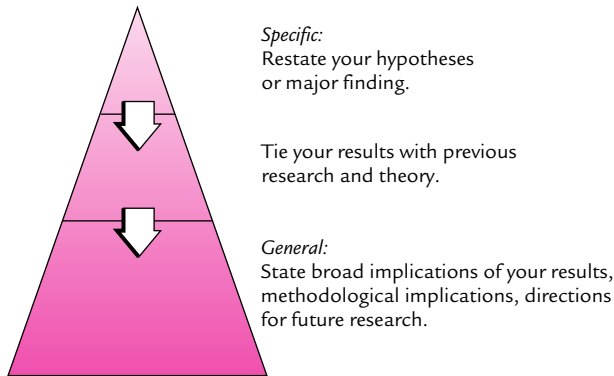 Specific:
Restate your hypotheses
or major finding.
Tie your results with previous
research and theory.
General:
State broad implications of your results,
methodological implications, directions
for future research.